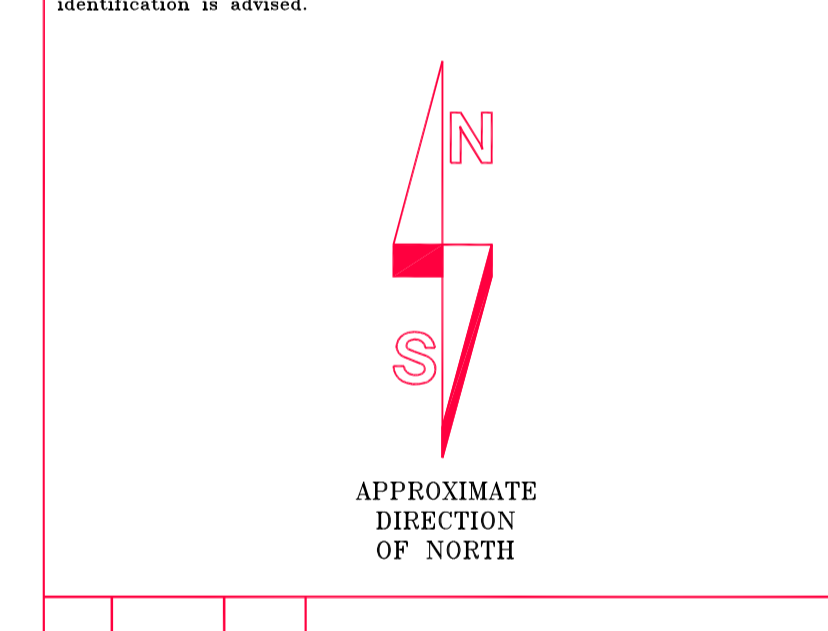 identification is advised.
N
S
APPROXIMATE
DIRECTION
OF NORTH